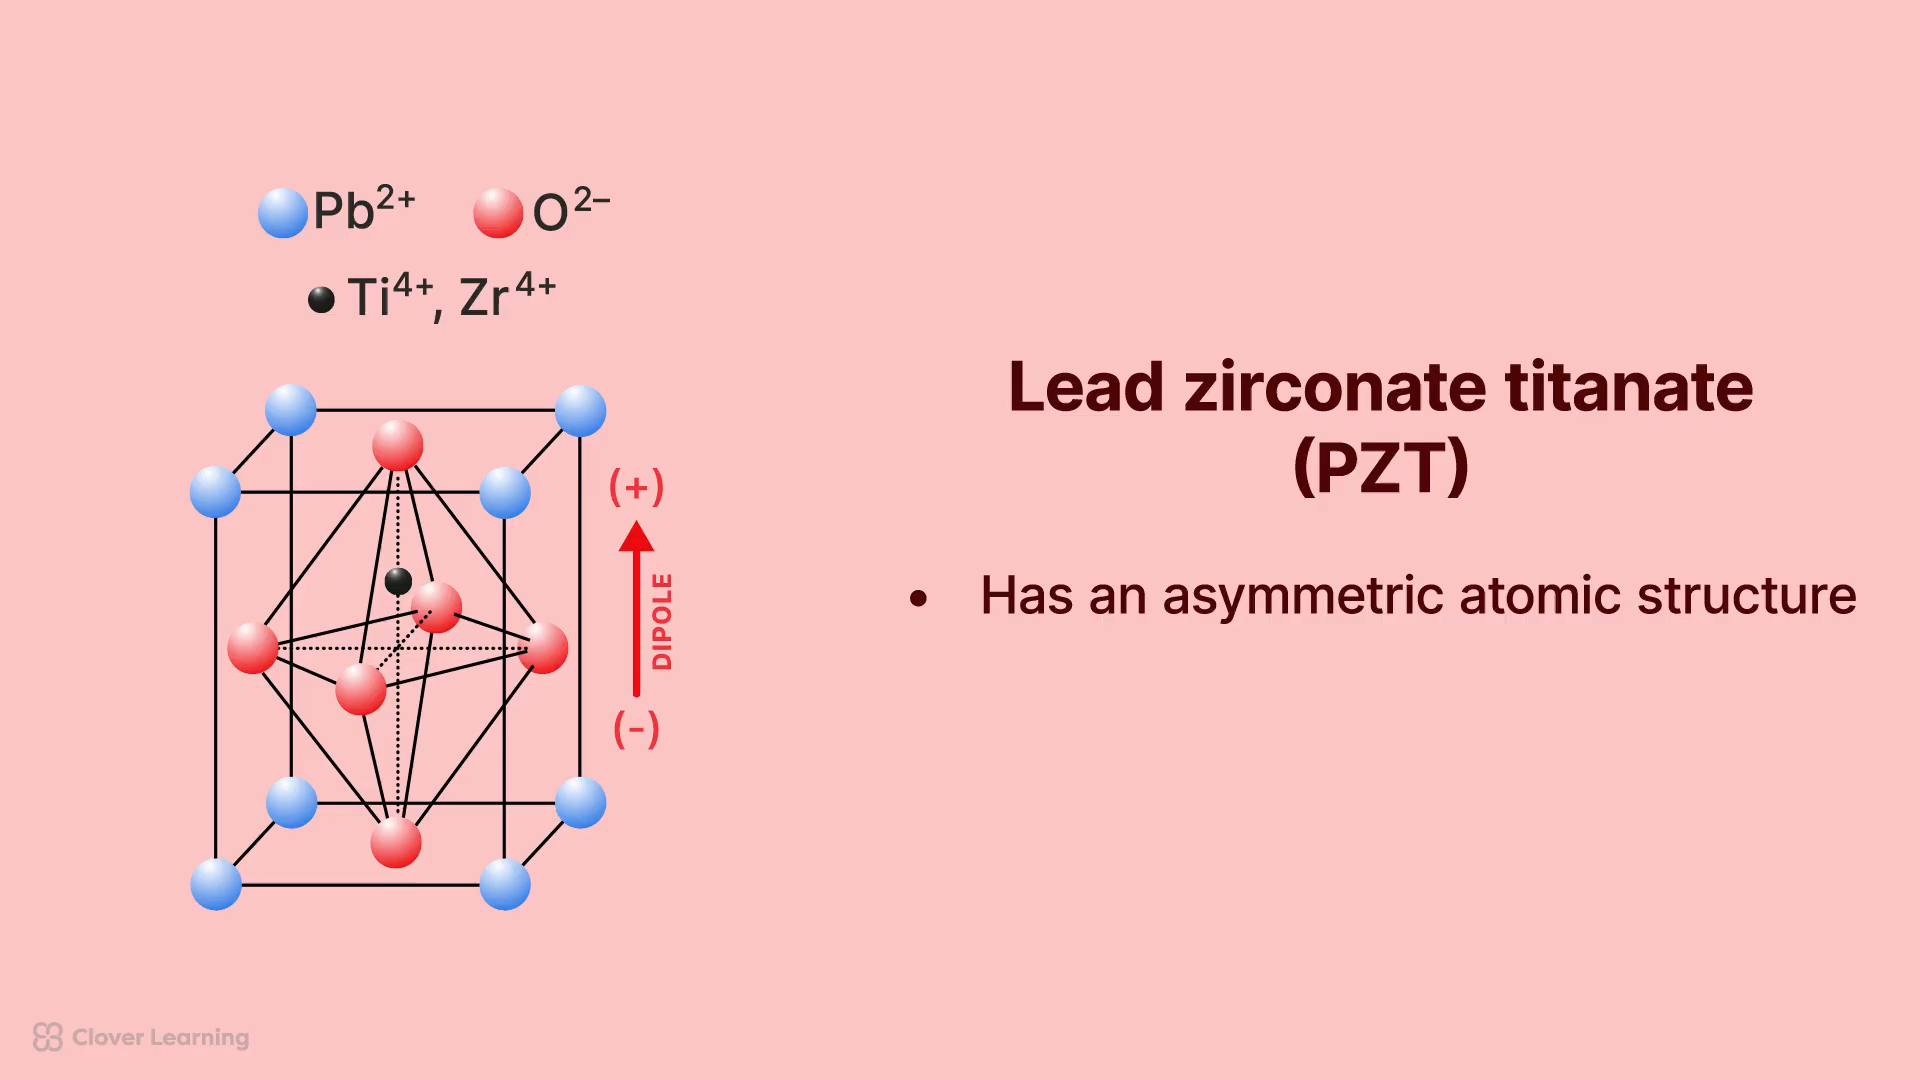 Pb²⁺ O²⁻
Ti⁴⁺, Zr⁴⁺
(+)
DIPOLE
(-)
Lead zirconate titanate
(PZT)
• Has an asymmetric atomic structure
Clover Learning